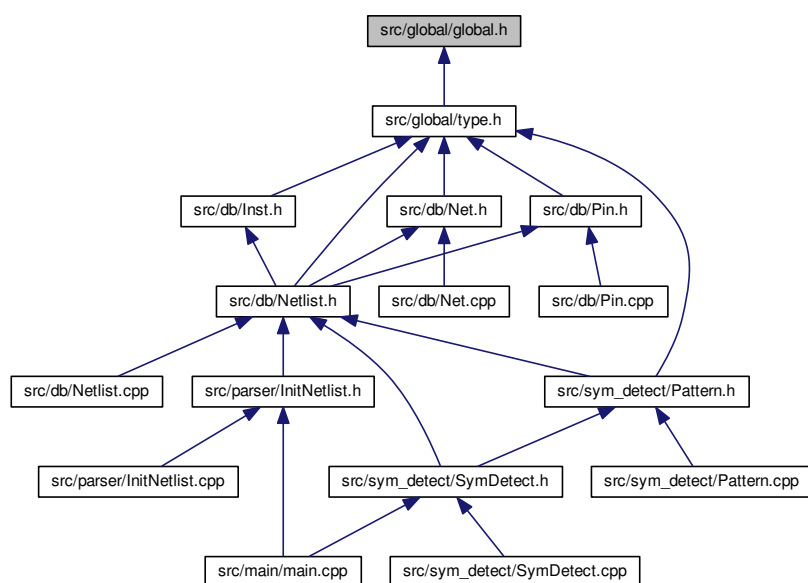 src/global/global.h
src/global/type.h
src/db/Inst.h
src/db/Net.h
src/db/Pin.h
src/db/Netlist.h
src/db/Net.cpp
src/db/Pin.cpp
src/db/Netlist.cpp
src/parser/InitNetlist.h
src/sym_detect/Pattern.h
src/parser/InitNetlist.cpp
src/sym_detect/SymDetect.h
src/sym_detect/Pattern.cpp
src/main/main.cpp
src/sym_detect/SymDetect.cpp